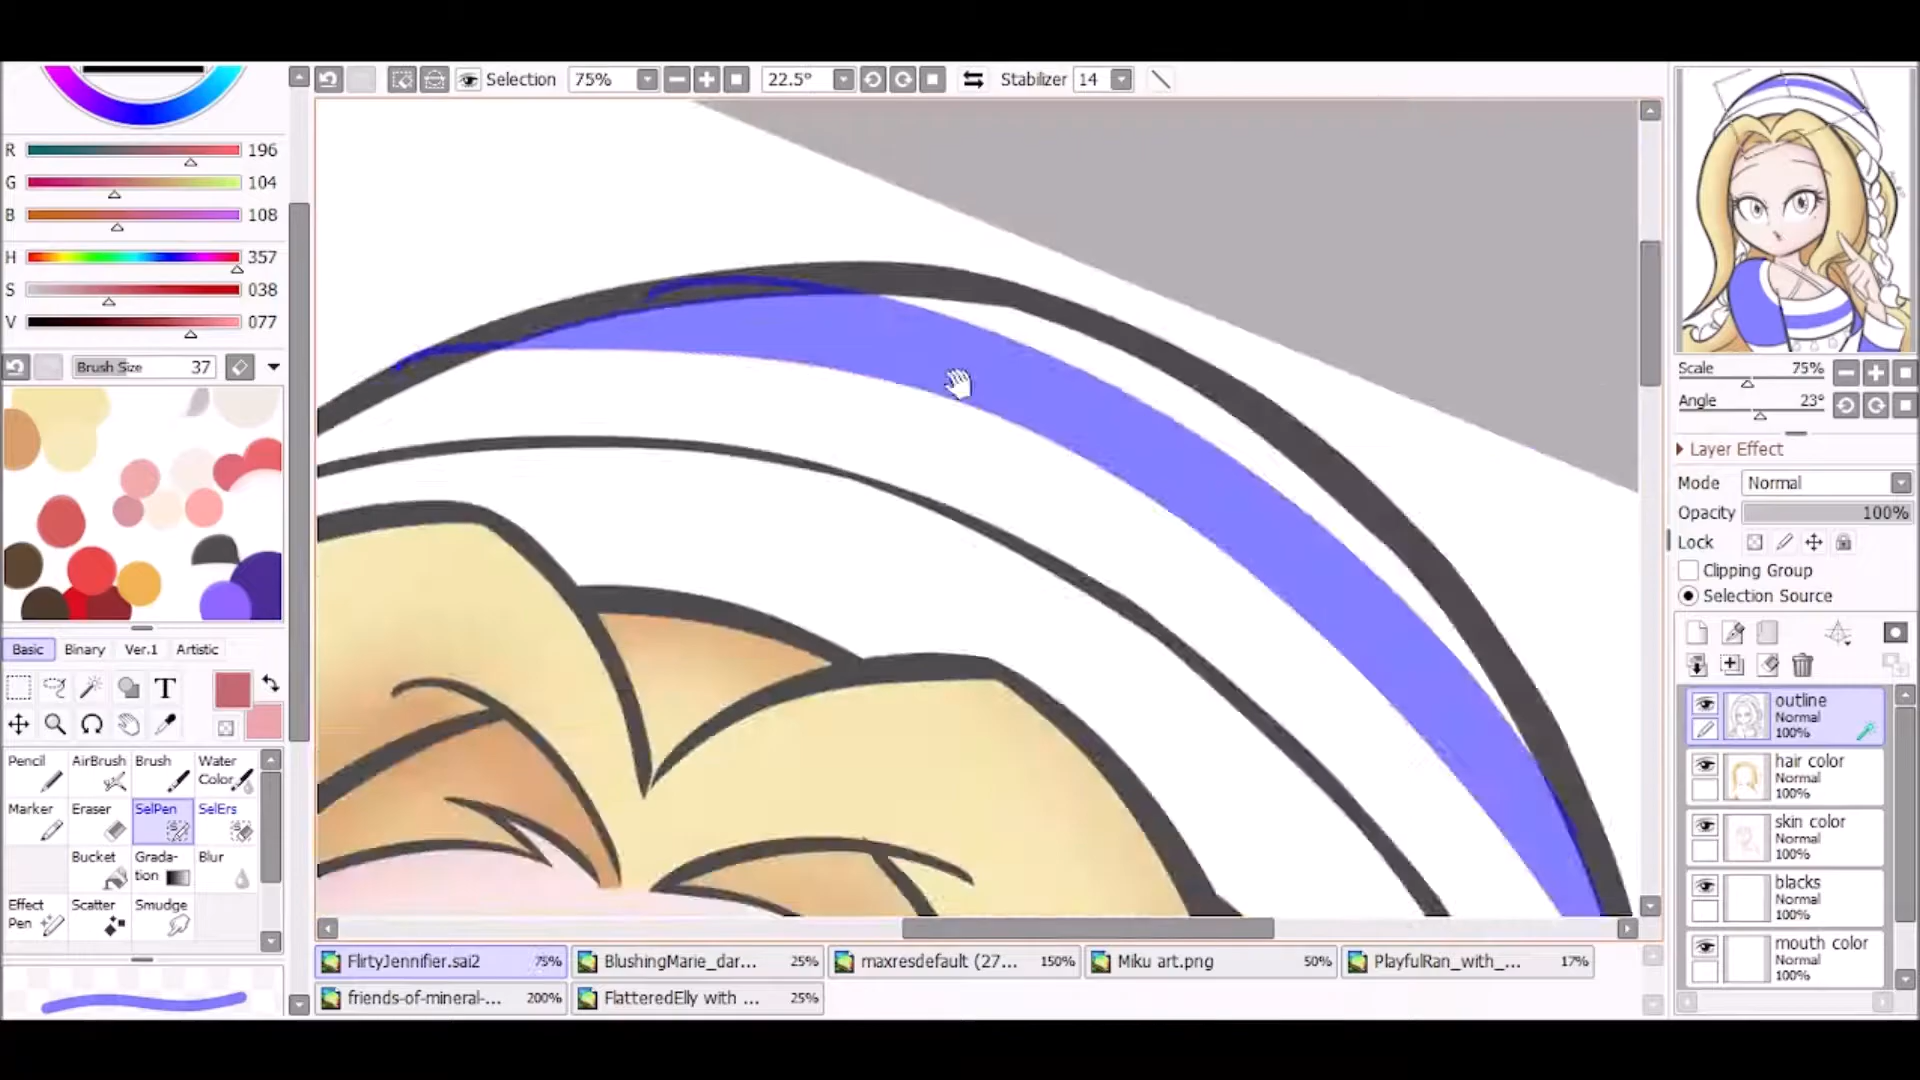 Selection 75% 22.5° Stabilizer 14
R 196
G 104
B 108
H 357
S 038
V 077
Brush Size 37
Basic Binary Ver.1 Artistic
T
Pencil AirBrush Brush Water
Color
Marker Eraser SelPen SelErs
Bucket Grada-
tion Blur
Effect
Pen Scatter Smudge
FlirtyJennifier.sai2 75%
BlushingMarie_dar... 25%
maxresdefault (27... 150%
Miku art.png 50%
PlayfulRan_with_... 17%
friends-of-mineral-... 200%
FlatteredElly with ... 25%
Scale 75%
Angle 23°
Layer Effect
Mode Normal
Opacity 100%
Lock
Clipping Group
Selection Source
outline
Normal
100%
hair color
Normal
100%
skin color
Normal
100%
blacks
Normal
100%
mouth color
Normal
100%